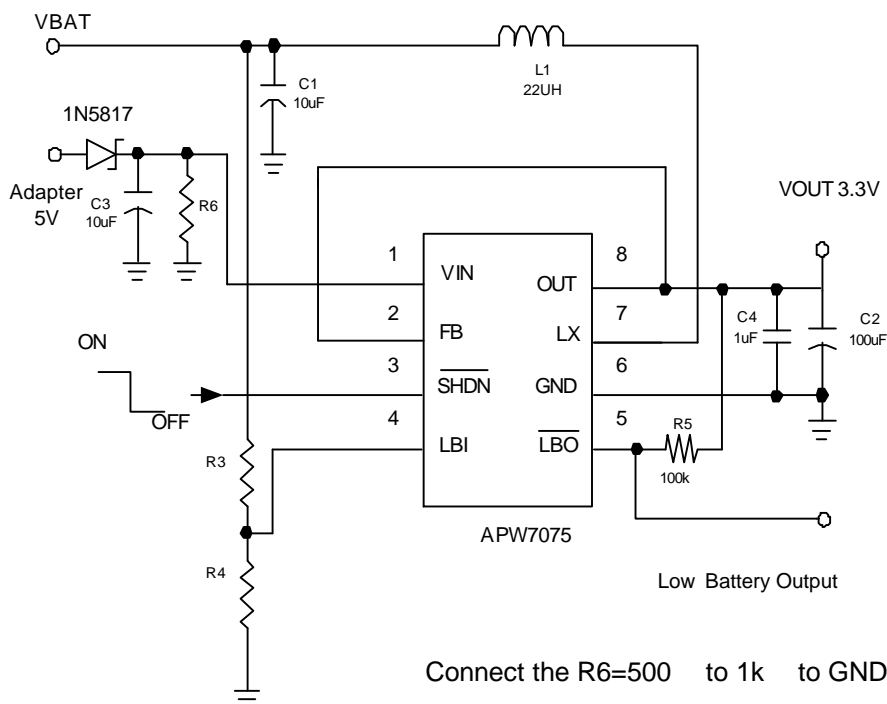 VBAT
L1
22UH
C1
10uF
1N5817
Adapter
5V
C3
10uF
R6
VOUT 3.3V
1
VIN
8
OUT
2
FB
7
LX
C4
1uF
C2
100uF
ON
OFF
3
SHDN
6
GND
4
LBI
5
LBO
R5
100k
R3
R4
APW7075
Low Battery Output
Connect the R6=500 to 1k to GND